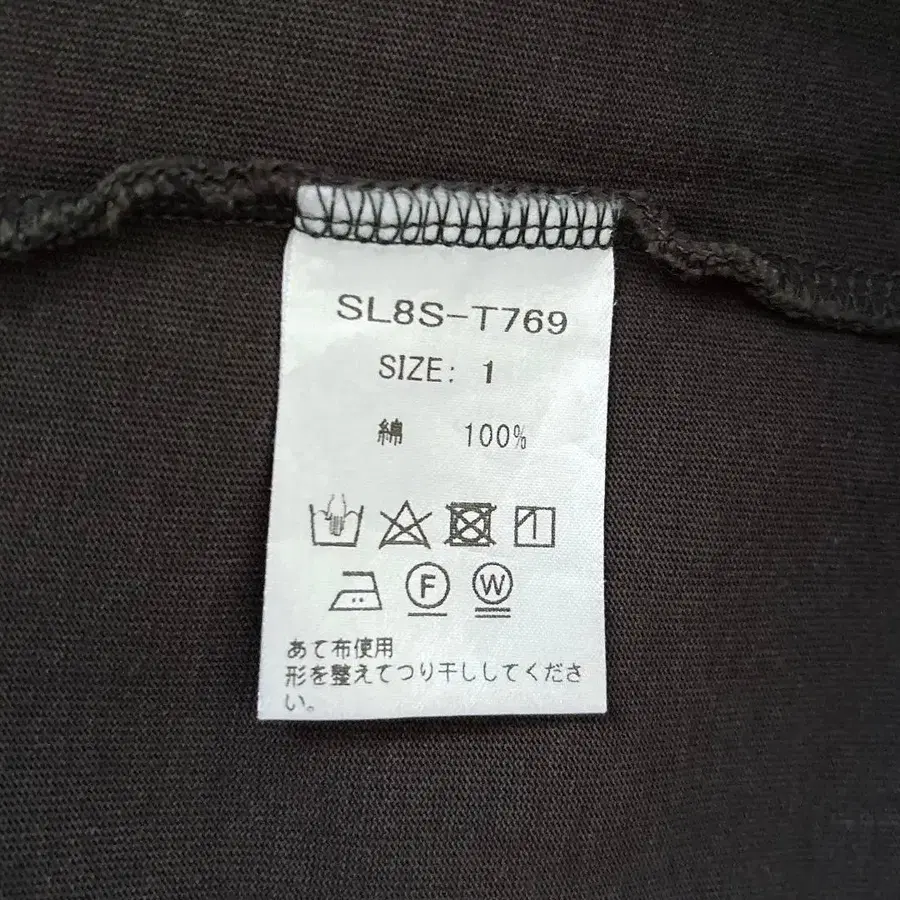 SL8S-T769
SIZE: 1
綿 100%
F W
あて布使用
形を整えてつり干ししてくださ
い。